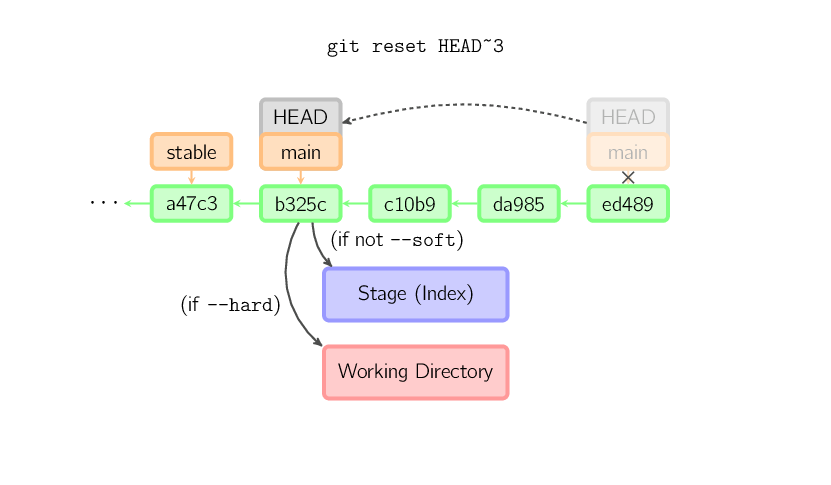 git reset HEAD~3
HEAD HEAD
stable main main
··· a47c3 b325c c10b9 da985 ed489
(if not --soft)
Stage (Index)
(if --hard)
Working Directory